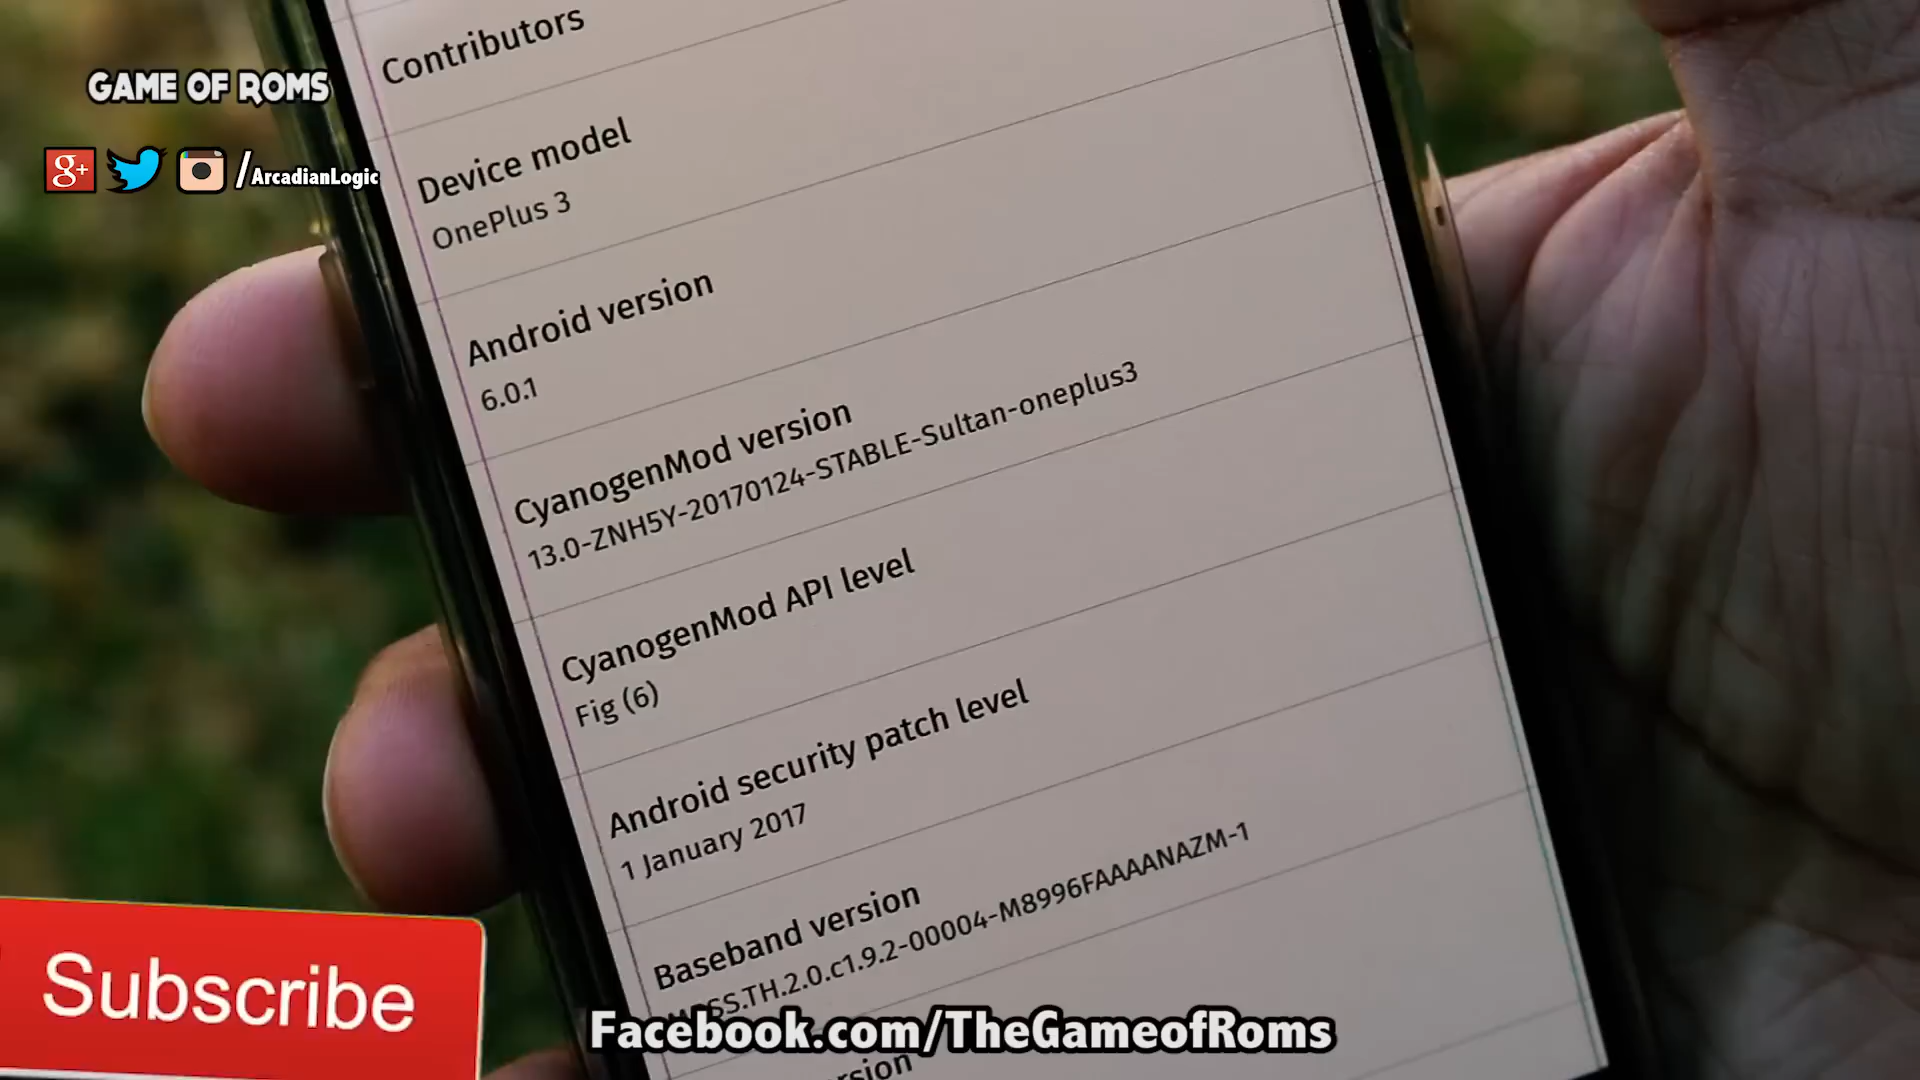 GAME OF ROMS
g+
/ArcadianLogic
Contributors
Device model
OnePlus 3
Android version
6.0.1
CyanogenMod version
13.0-ZNH5Y-20170124-STABLE-Sultan-oneplus3
CyanogenMod API level
Fig (6)
Android security patch level
1 January 2017
Baseband version
SS.TH.2.0.c1.9.2-00004-M8996FAAAANAZM-1
Subscribe
Facebook.com/TheGameofRoms